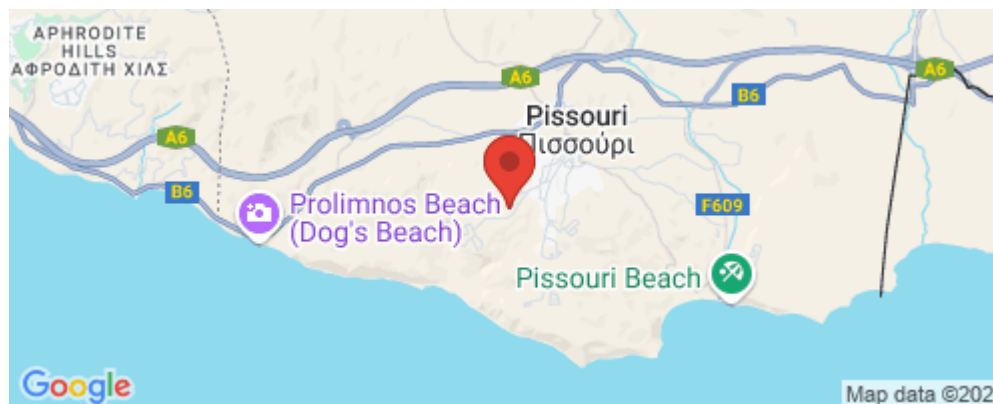 APHRODITE
HILLS
ΑΦΡΟΔΙΤΗ ΧΙΛΣ
A6
A6
B6
Pissouri
Πισσούρι
A6
B6
Prolimnos Beach
(Dog's Beach)
F609
Pissouri Beach
Google
Map data ©202